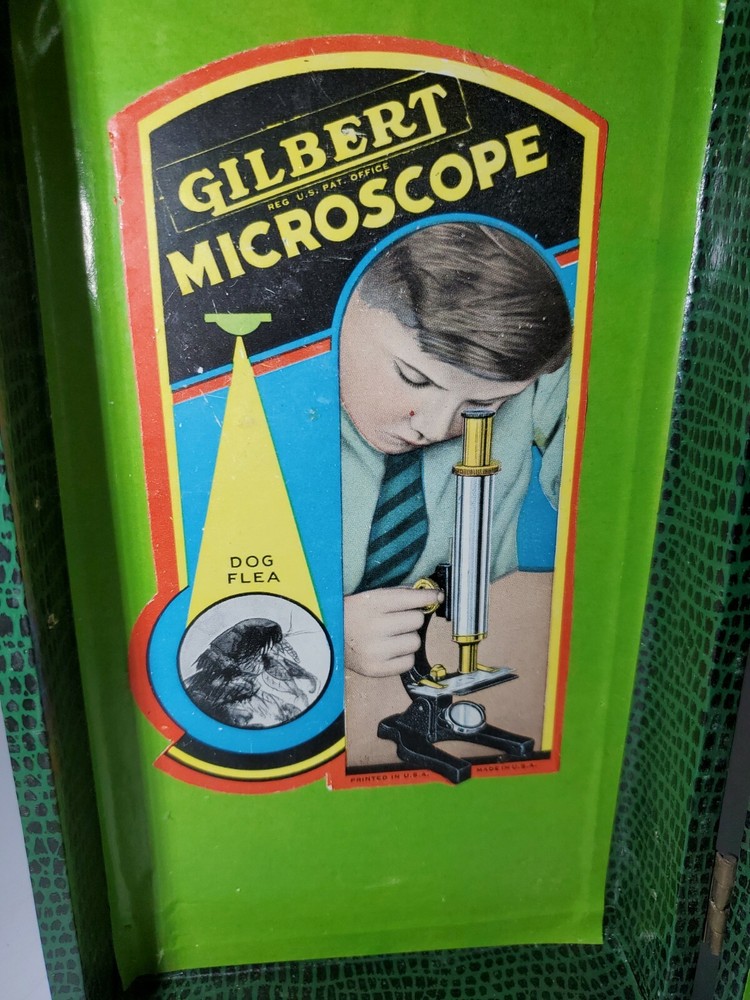 GILBERT
REG U.S. PAT. OFFICE
MICROSCOPE
DOG
FLEA
PRINTED IN U.S.A.
MADE IN U.S.A.